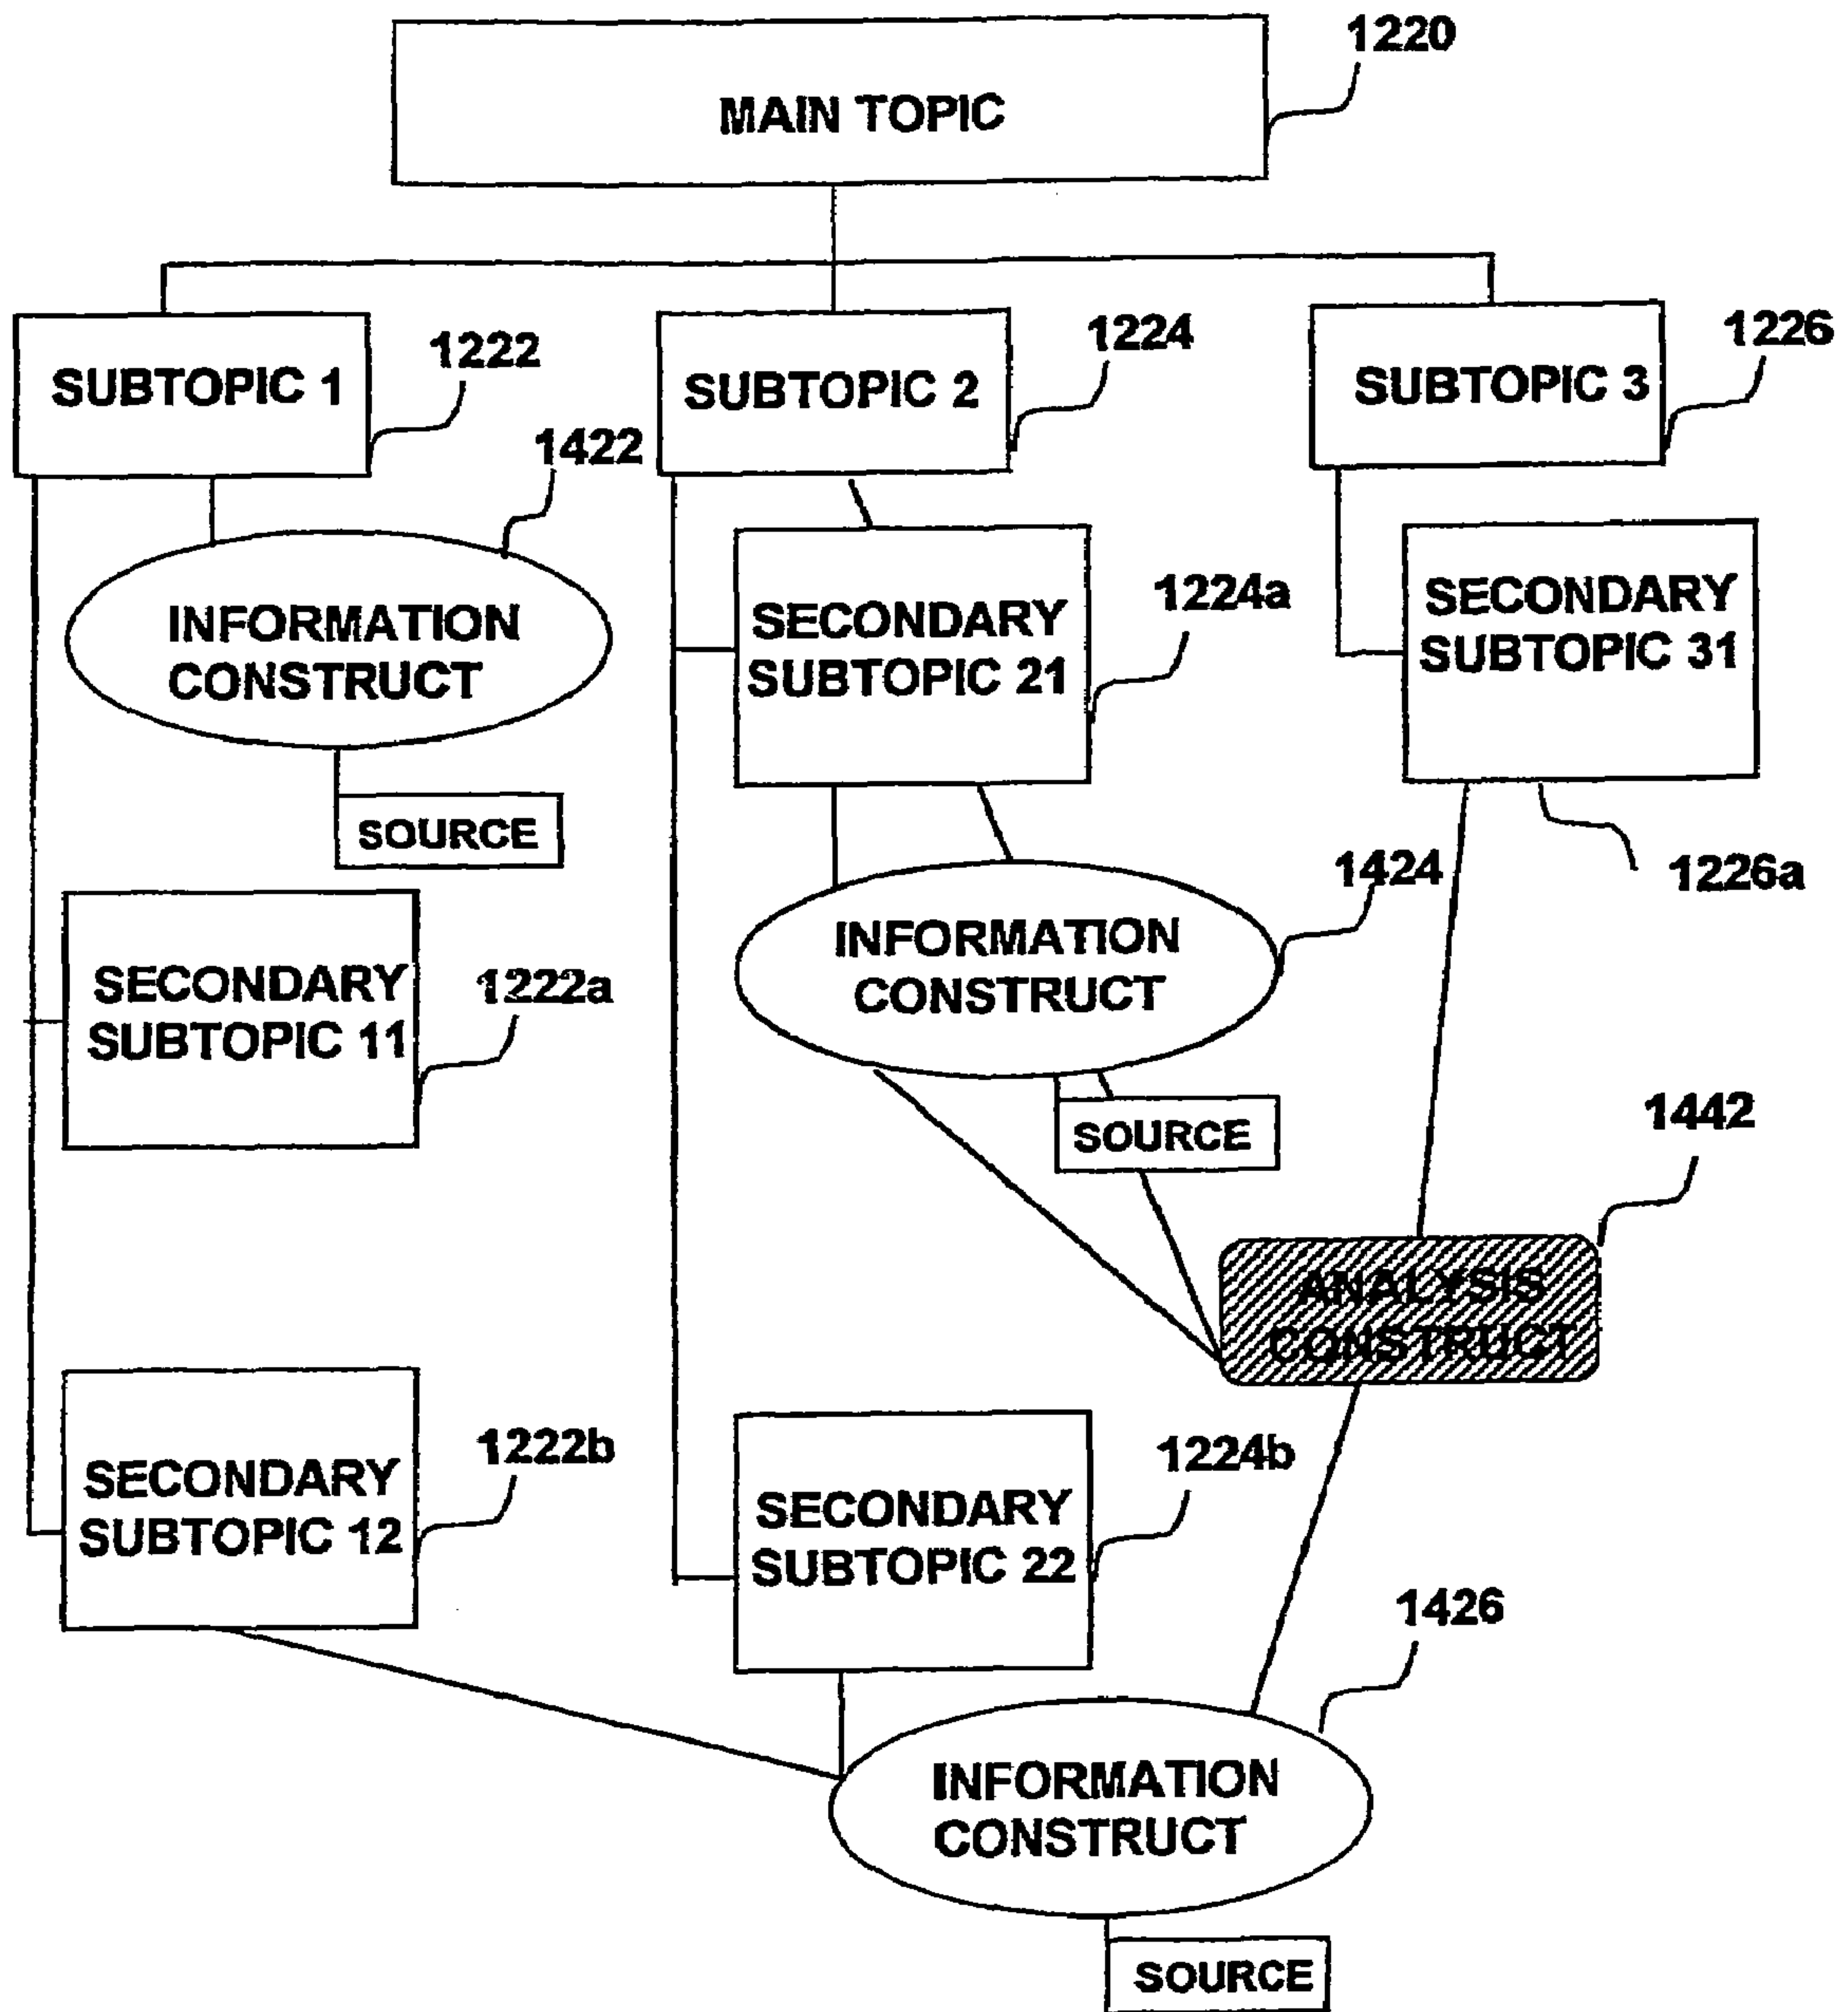 1220
MAIN TOPIC
SUBTOPIC 1
1222
SUBTOPIC 2
1224
SUBTOPIC 3
1226
1422
INFORMATION
CONSTRUCT
SOURCE
SECONDARY
SUBTOPIC 21
1224a
SECONDARY
SUBTOPIC 31
1226a
INFORMATION
CONSTRUCT
1424
SOURCE
SECONDARY
SUBTOPIC 11
1222a
1442
ANALYSIS
CONSTRUCT
SECONDARY
SUBTOPIC 12
1222b
SECONDARY
SUBTOPIC 22
1224b
1426
INFORMATION
CONSTRUCT
SOURCE